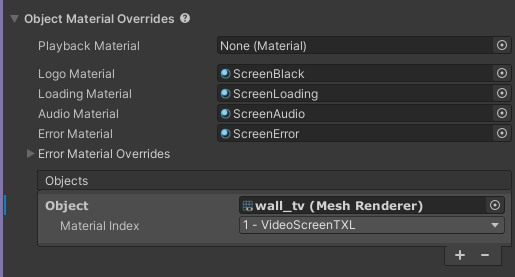 Object Material Overrides ?
Playback Material None (Material)
Logo Material ScreenBlack
Loading Material ScreenLoading
Audio Material ScreenAudio
Error Material ScreenError
Error Material Overrides
Objects
Object wall_tv (Mesh Renderer)
Material Index 1 - VideoScreenTXL
+ −